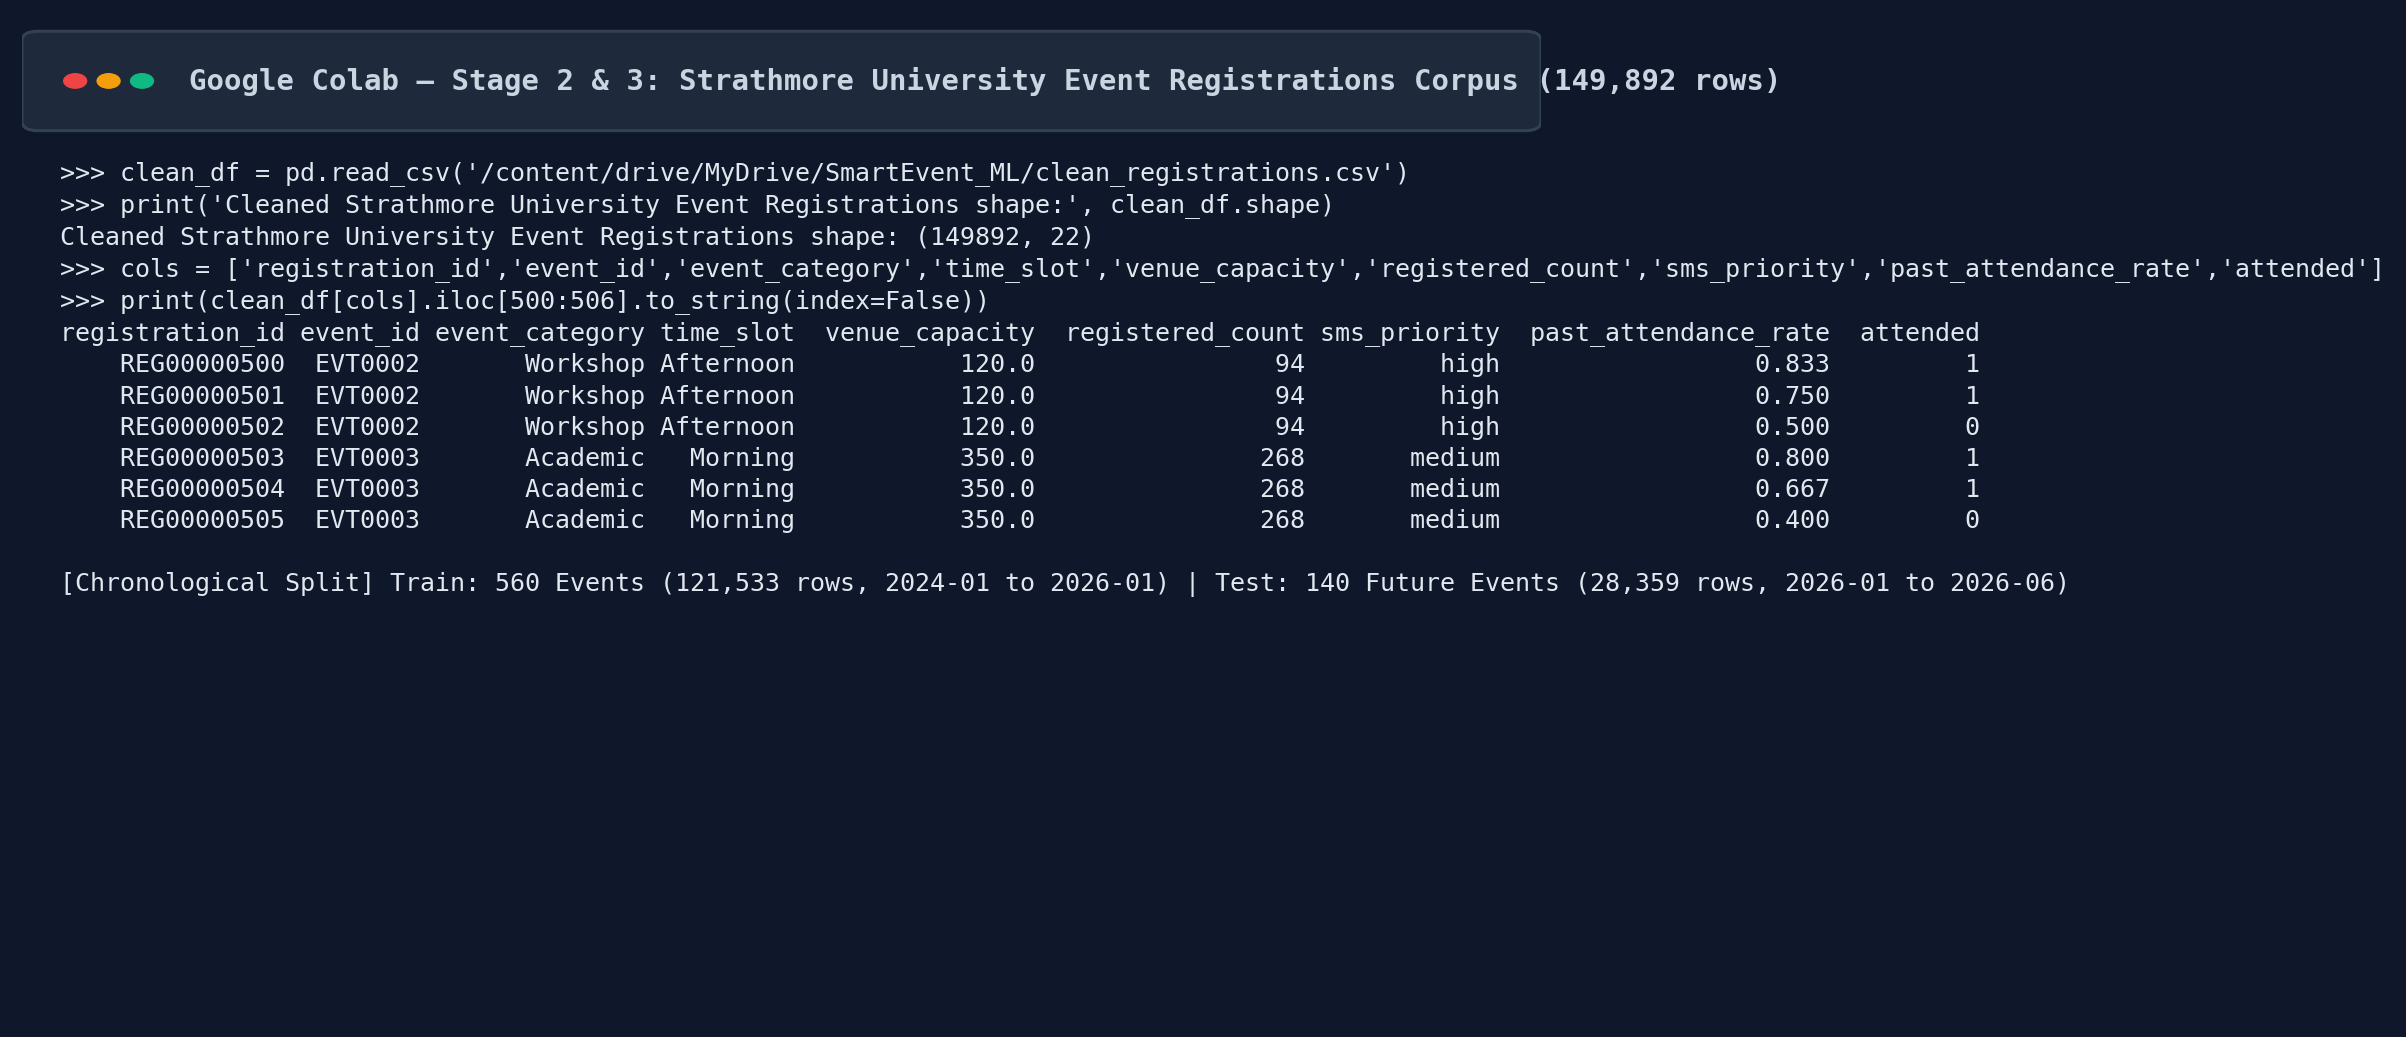 Google Colab — Stage 2 & 3: Strathmore University Event Registrations Corpus (149,892 rows)
>>> clean_df = pd.read_csv('/content/drive/MyDrive/SmartEvent_ML/clean_registrations.csv')
>>> print('Cleaned Strathmore University Event Registrations shape:', clean_df.shape)
Cleaned Strathmore University Event Registrations shape: (149892, 22)
>>> cols = ['registration_id','event_id','event_category','time_slot','venue_capacity','registered_count','sms_priority','past_attendance_rate','attended']
>>> print(clean_df[cols].iloc[500:506].to_string(index=False))
registration_id event_id event_category time_slot  venue_capacity  registered_count sms_priority  past_attendance_rate  attended
    REG00000500  EVT0002       Workshop Afternoon           120.0                94         high                 0.833         1
    REG00000501  EVT0002       Workshop Afternoon           120.0                94         high                 0.750         1
    REG00000502  EVT0002       Workshop Afternoon           120.0                94         high                 0.500         0
    REG00000503  EVT0003       Academic   Morning           350.0               268       medium                 0.800         1
    REG00000504  EVT0003       Academic   Morning           350.0               268       medium                 0.667         1
    REG00000505  EVT0003       Academic   Morning           350.0               268       medium                 0.400         0
[Chronological Split] Train: 560 Events (121,533 rows, 2024-01 to 2026-01) | Test: 140 Future Events (28,359 rows, 2026-01 to 2026-06)